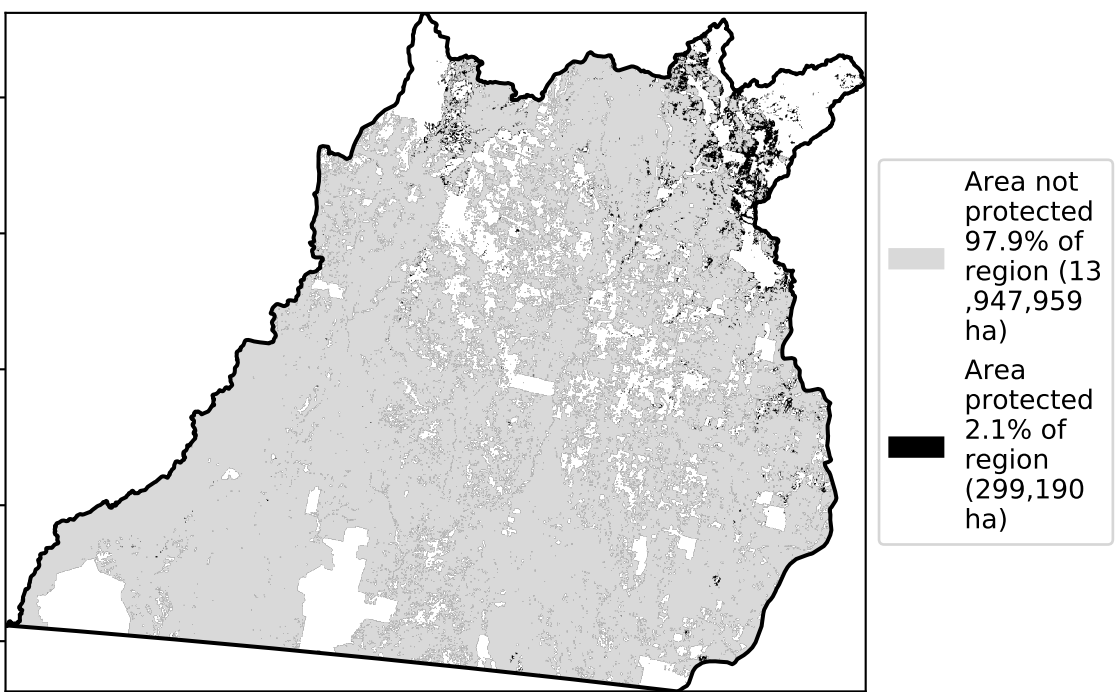 Area not
protected
97.9% of
region (13
,947,959
ha)
Area
protected
2.1% of
region
(299,190
ha)